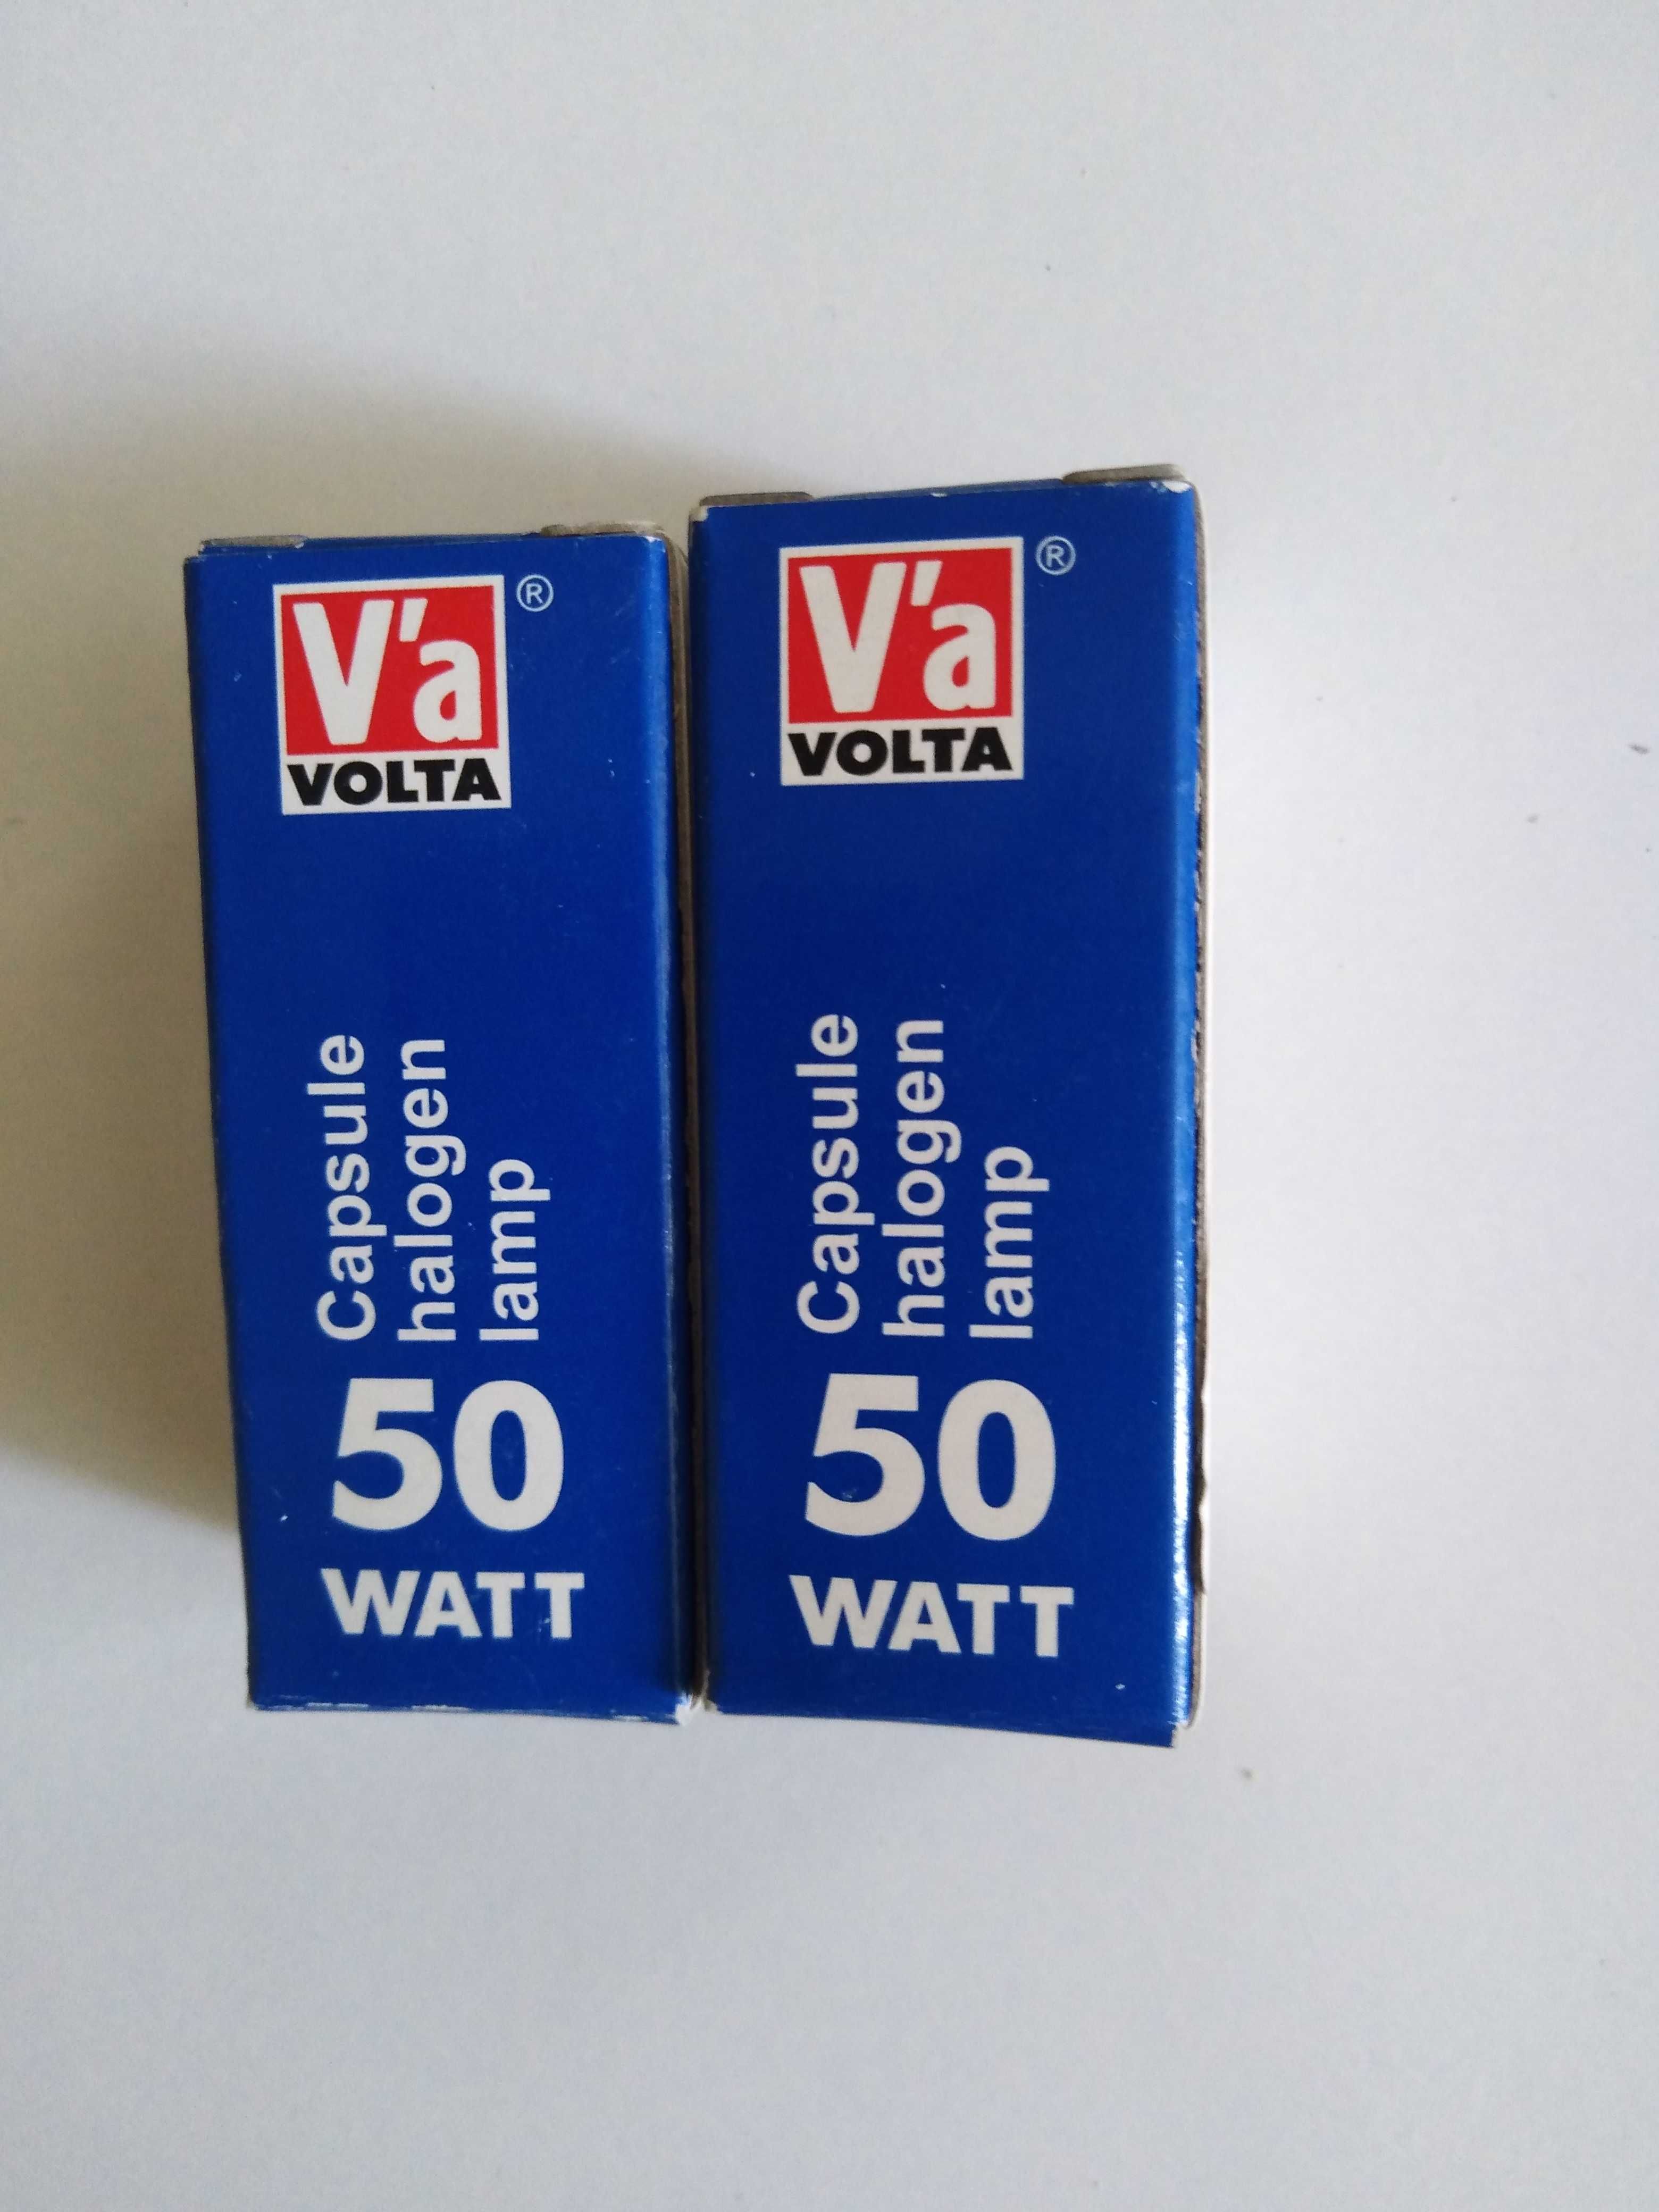 V'a ®
VOLTA
Capsule
halogen
lamp
50
WATT
V'a ®
VOLTA
Capsule
halogen
lamp
50
WATT